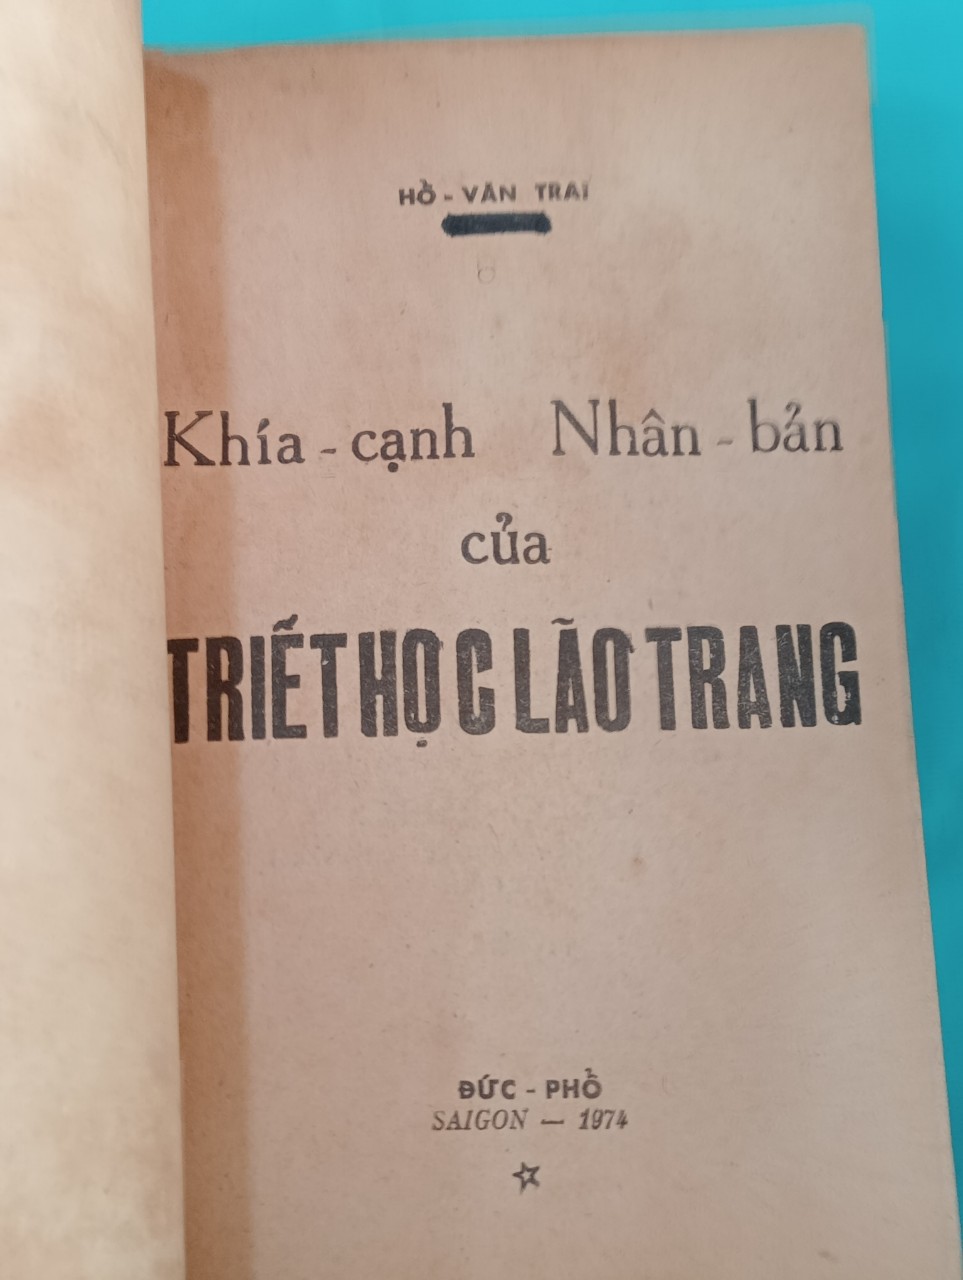 HỒ - VĂN TRAI
Khía - cạnh Nhân - bản
của
TRIẾT HỌC LÃO TRANG
ĐỨC - PHỔ
SAIGON — 1974